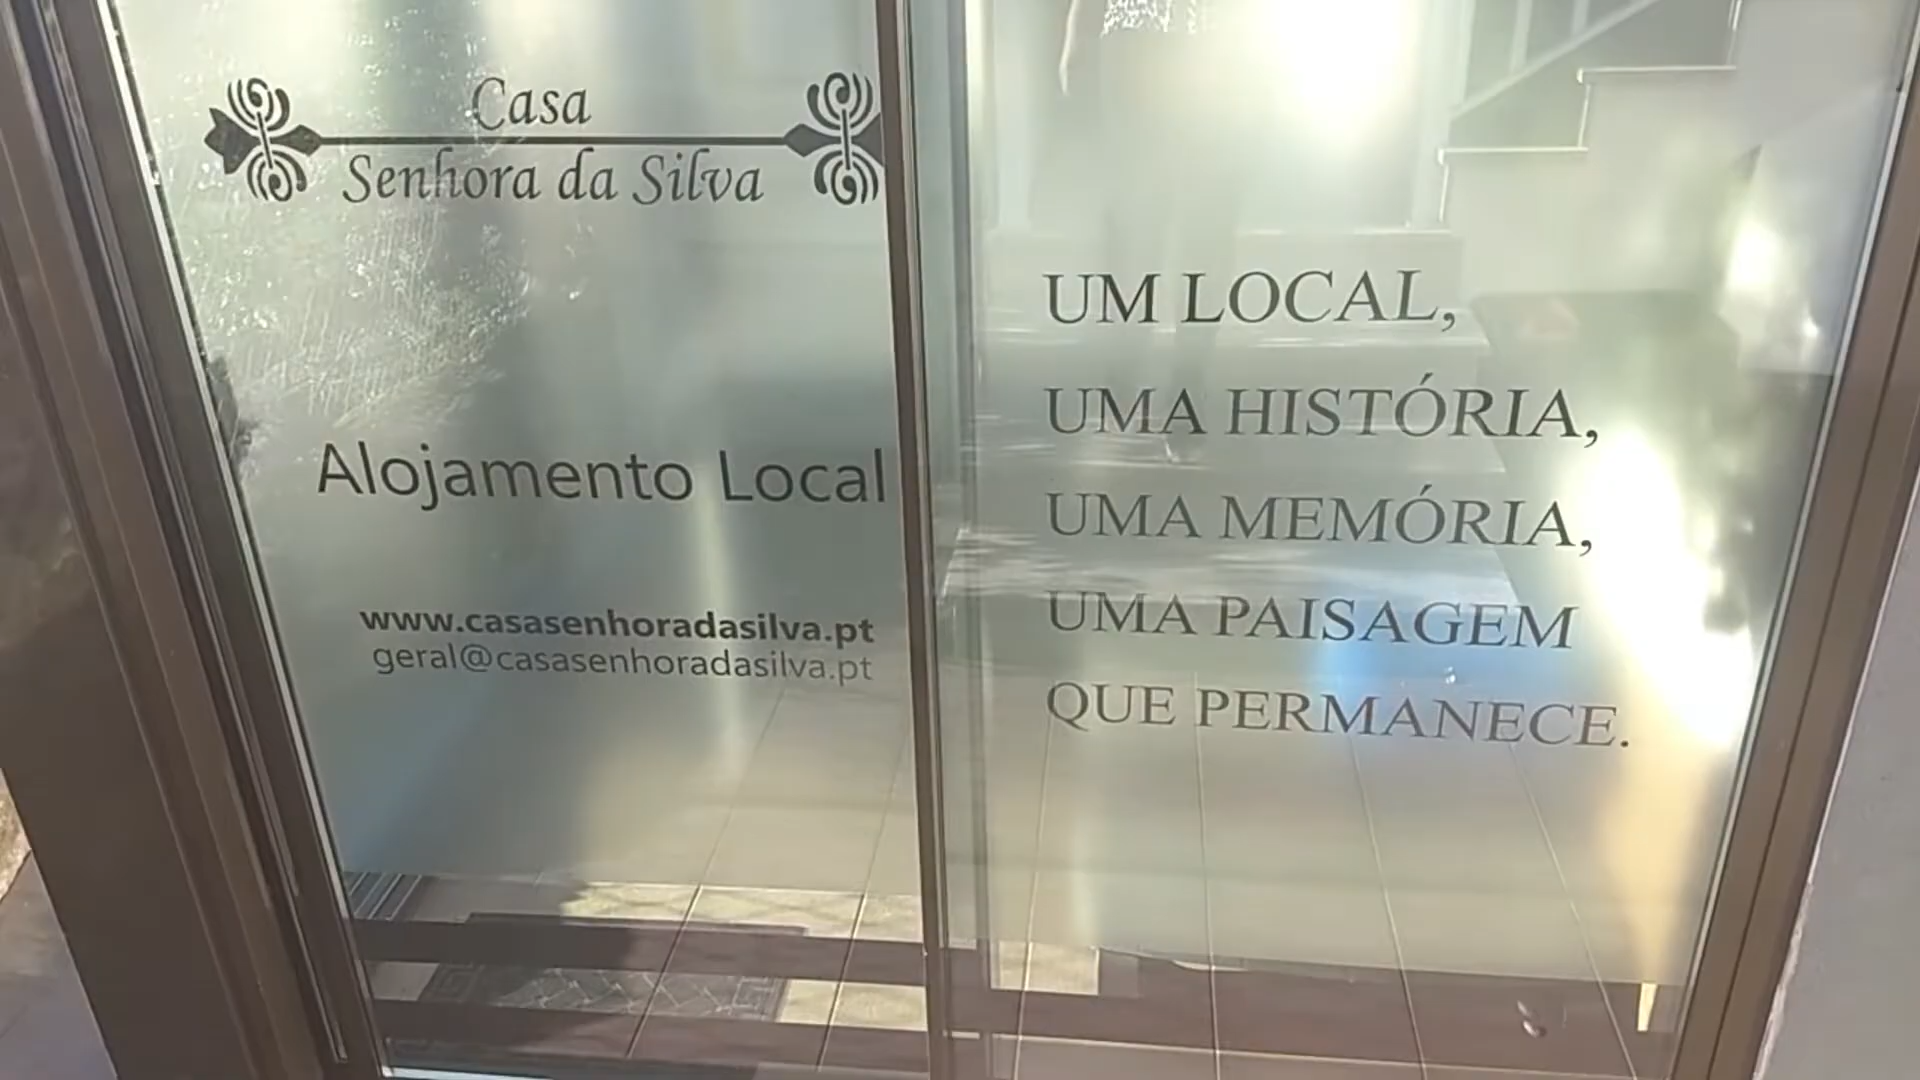 Casa
Senhora da Silva
Alojamento Local
www.casasenhoradasilva.pt
geral@casasenhoradasilva.pt
UM LOCAL,
UMA HISTÓRIA,
UMA MEMÓRIA,
UMA PAISAGEM
QUE PERMANECE.